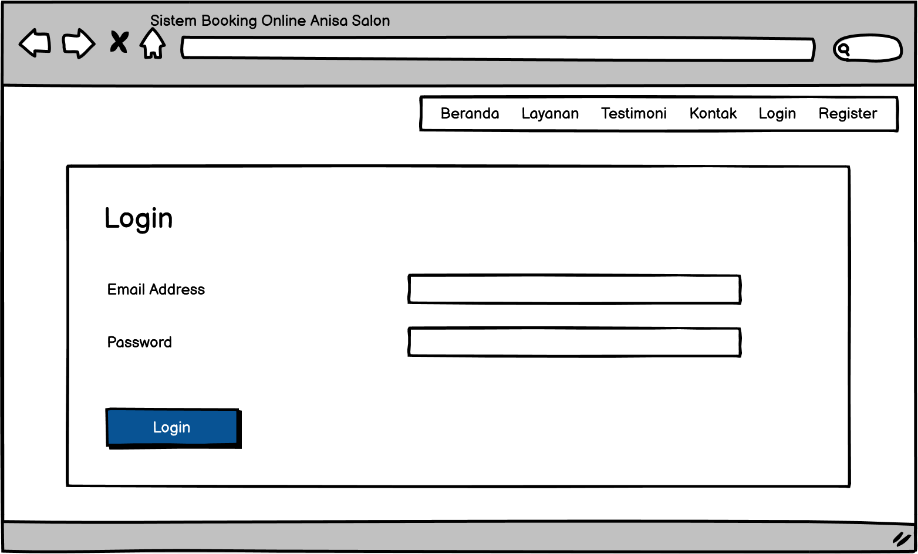 Sistem Booking Online Anisa Salon
Beranda Layanan Testimoni Kontak Login Register
Login
Email Address
Password
Login